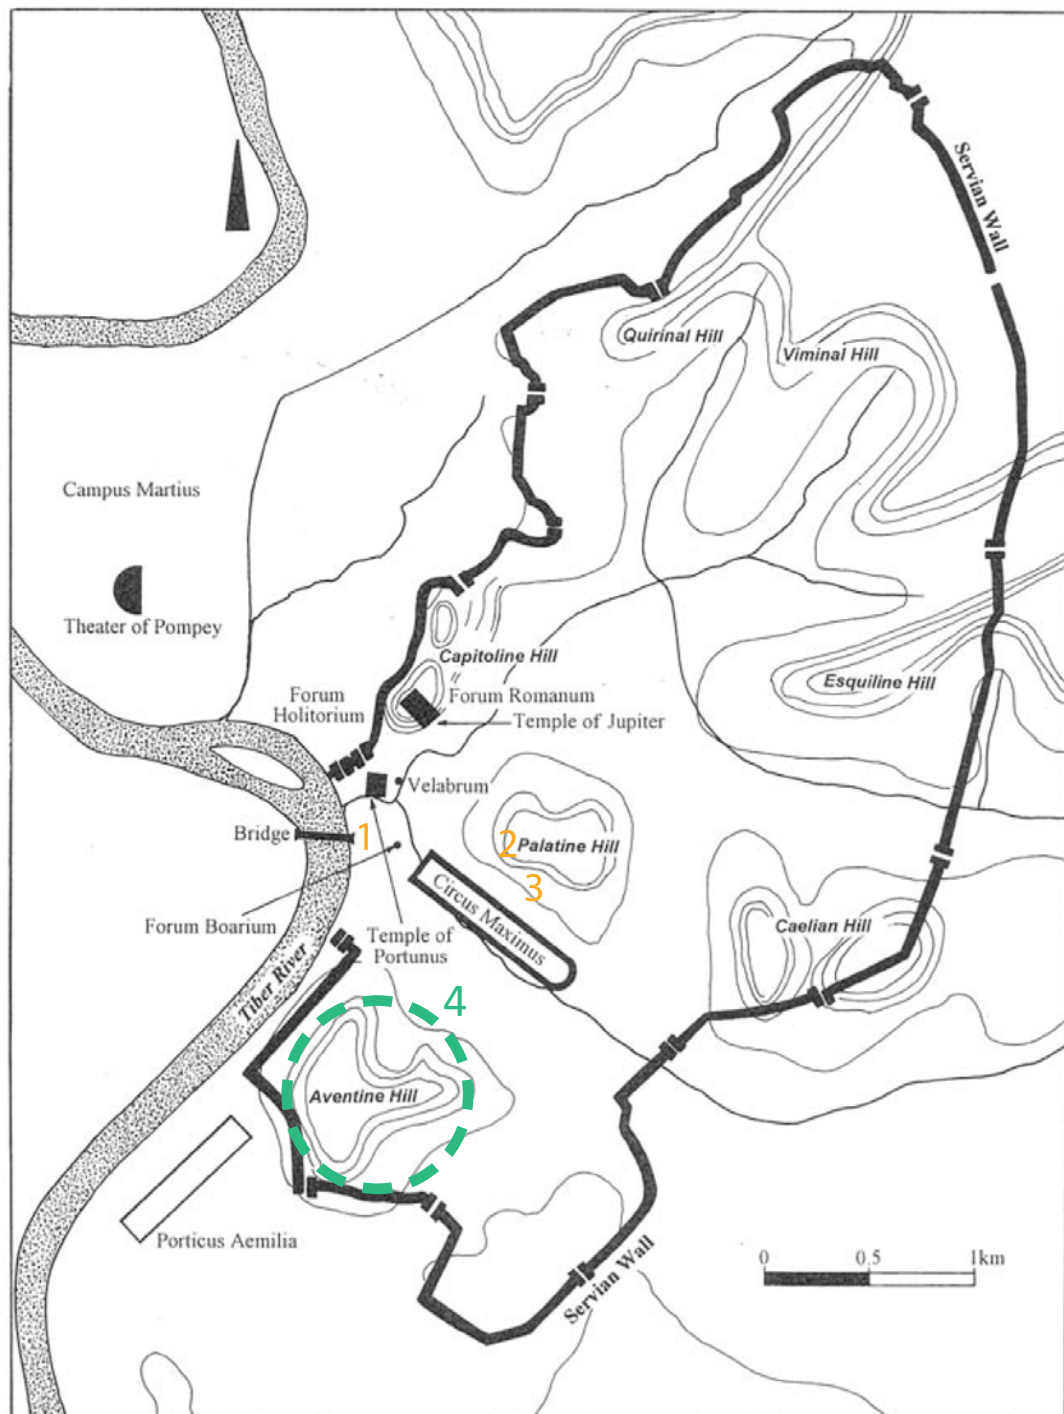 Servian Wall
Quirinal Hill
Viminal Hill
Campus Martius
Theater of Pompey
Capitoline Hill
Forum
Holitorium
Forum Romanum
Temple of Jupiter
Esquiline Hill
Velabrum
Bridge
1
2
Palatine Hill
3
Circus Maximus
Forum Boarium
Temple of
Portunus
Caelian Hill
Tiber River
4
Aventine Hill
Porticus Aemilia
Servian Wall
0 0.5 1km